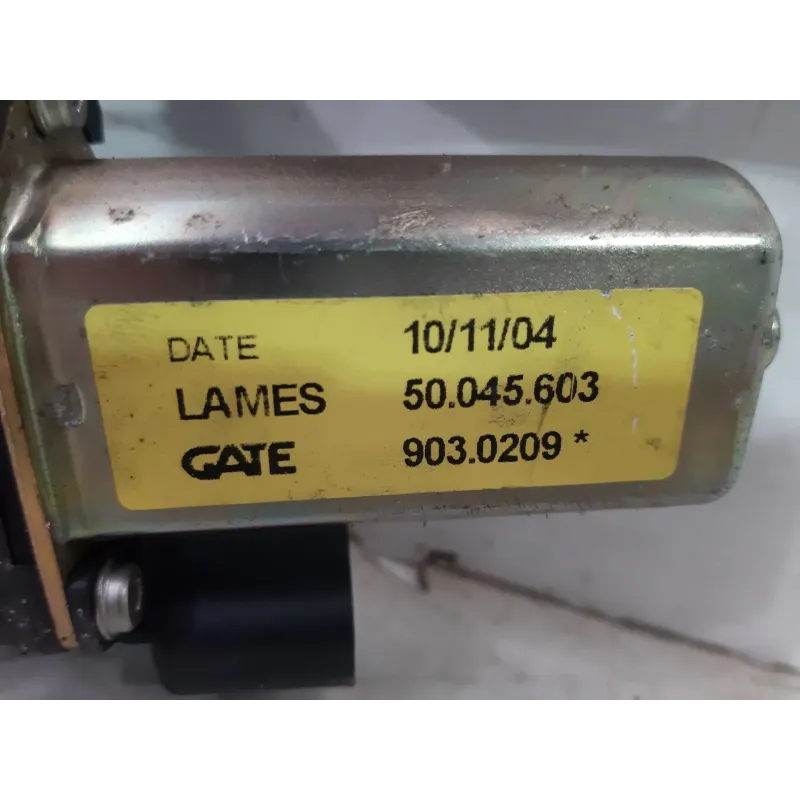 DATE 10/11/04
LAMES 50.045.603
GATE 903.0209 *